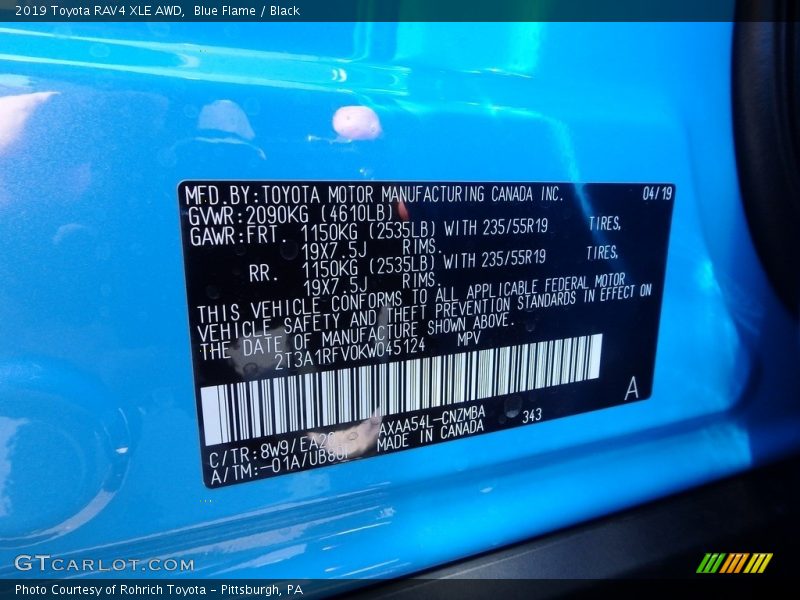 2019 Toyota RAV4 XLE AWD, Blue Flame / Black
MFD.BY:TOYOTA MOTOR MANUFACTURING CANADA INC. 04/19
GVWR:2090KG (4610LB)
GAWR:FRT. 1150KG (2535LB) WITH 235/55R19 TIRES,
19X7.5J RIMS.
RR. 1150KG (2535LB) WITH 235/55R19 TIRES,
19X7.5J RIMS.
THIS VEHICLE CONFORMS TO ALL APPLICABLE FEDERAL MOTOR
VEHICLE SAFETY AND THEFT PREVENTION STANDARDS IN EFFECT ON
THE DATE OF MANUFACTURE SHOWN ABOVE.
2T3A1RFV0KW045124 MPV
A
C/TR:8W9/EA20 AXAA54L-CNZMBA 343
A/TM:-01A/UB80F MADE IN CANADA
GTCARLOT.COM
Photo Courtesy of Rohrich Toyota - Pittsburgh, PA